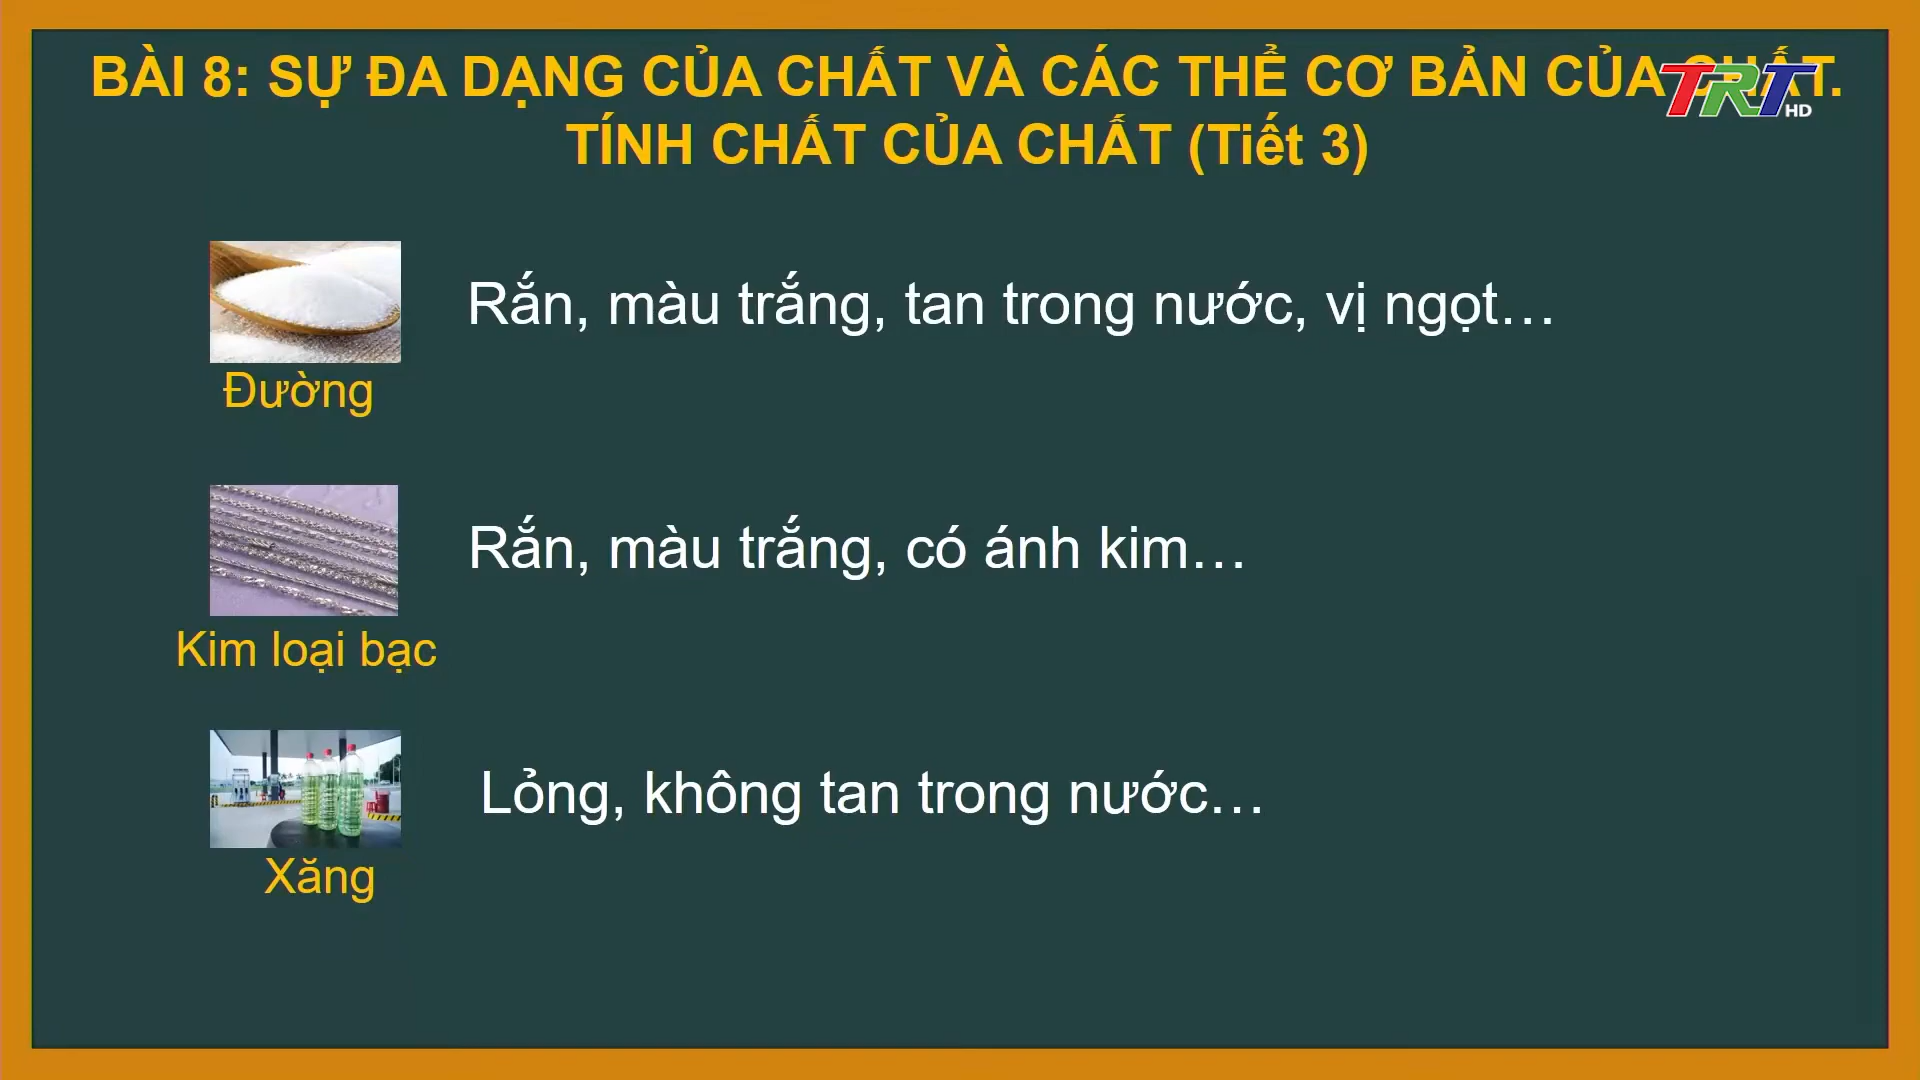 BÀI 8: SỰ ĐA DẠNG CỦA CHẤT VÀ CÁC THỂ CƠ BẢN CỦA CHẤT.
TÍNH CHẤT CỦA CHẤT (Tiết 3)
TRT HD
Rắn, màu trắng, tan trong nước, vị ngọt…
Đường
Rắn, màu trắng, có ánh kim…
Kim loại bạc
Lỏng, không tan trong nước…
Xăng